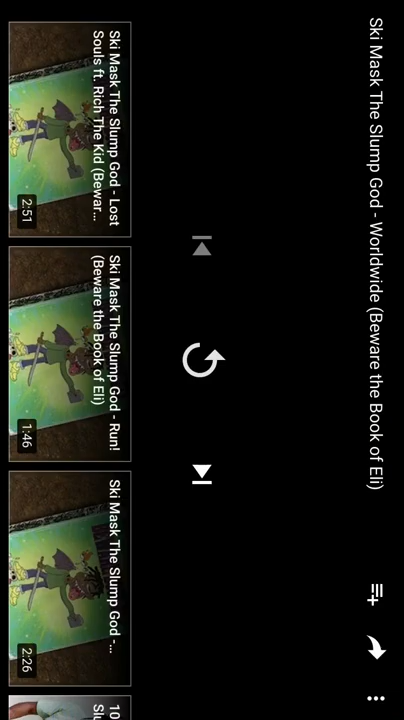 Ski Mask The Slump God - Worldwide (Beware the Book of Eli)
Ski Mask The Slump God - Lost
Souls ft. Rich The Kid (Bewar...
2:51
Ski Mask The Slump God - Run!
(Beware the Book of Eli)
1:46
Ski Mask The Slump God -...
2:26
10
Sl